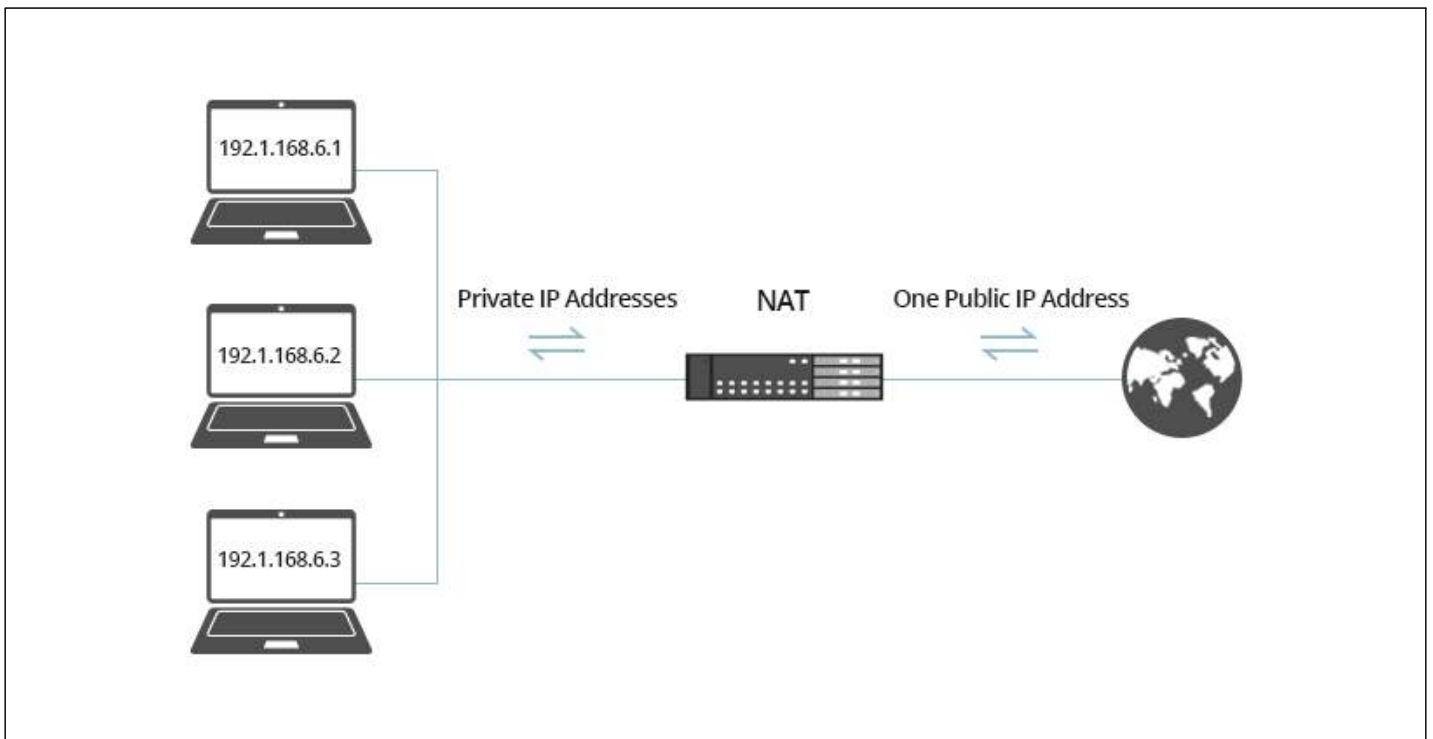 192.1.168.6.1
Private IP Addresses
NAT
One Public IP Address
192.1.168.6.2
192.1.168.6.3